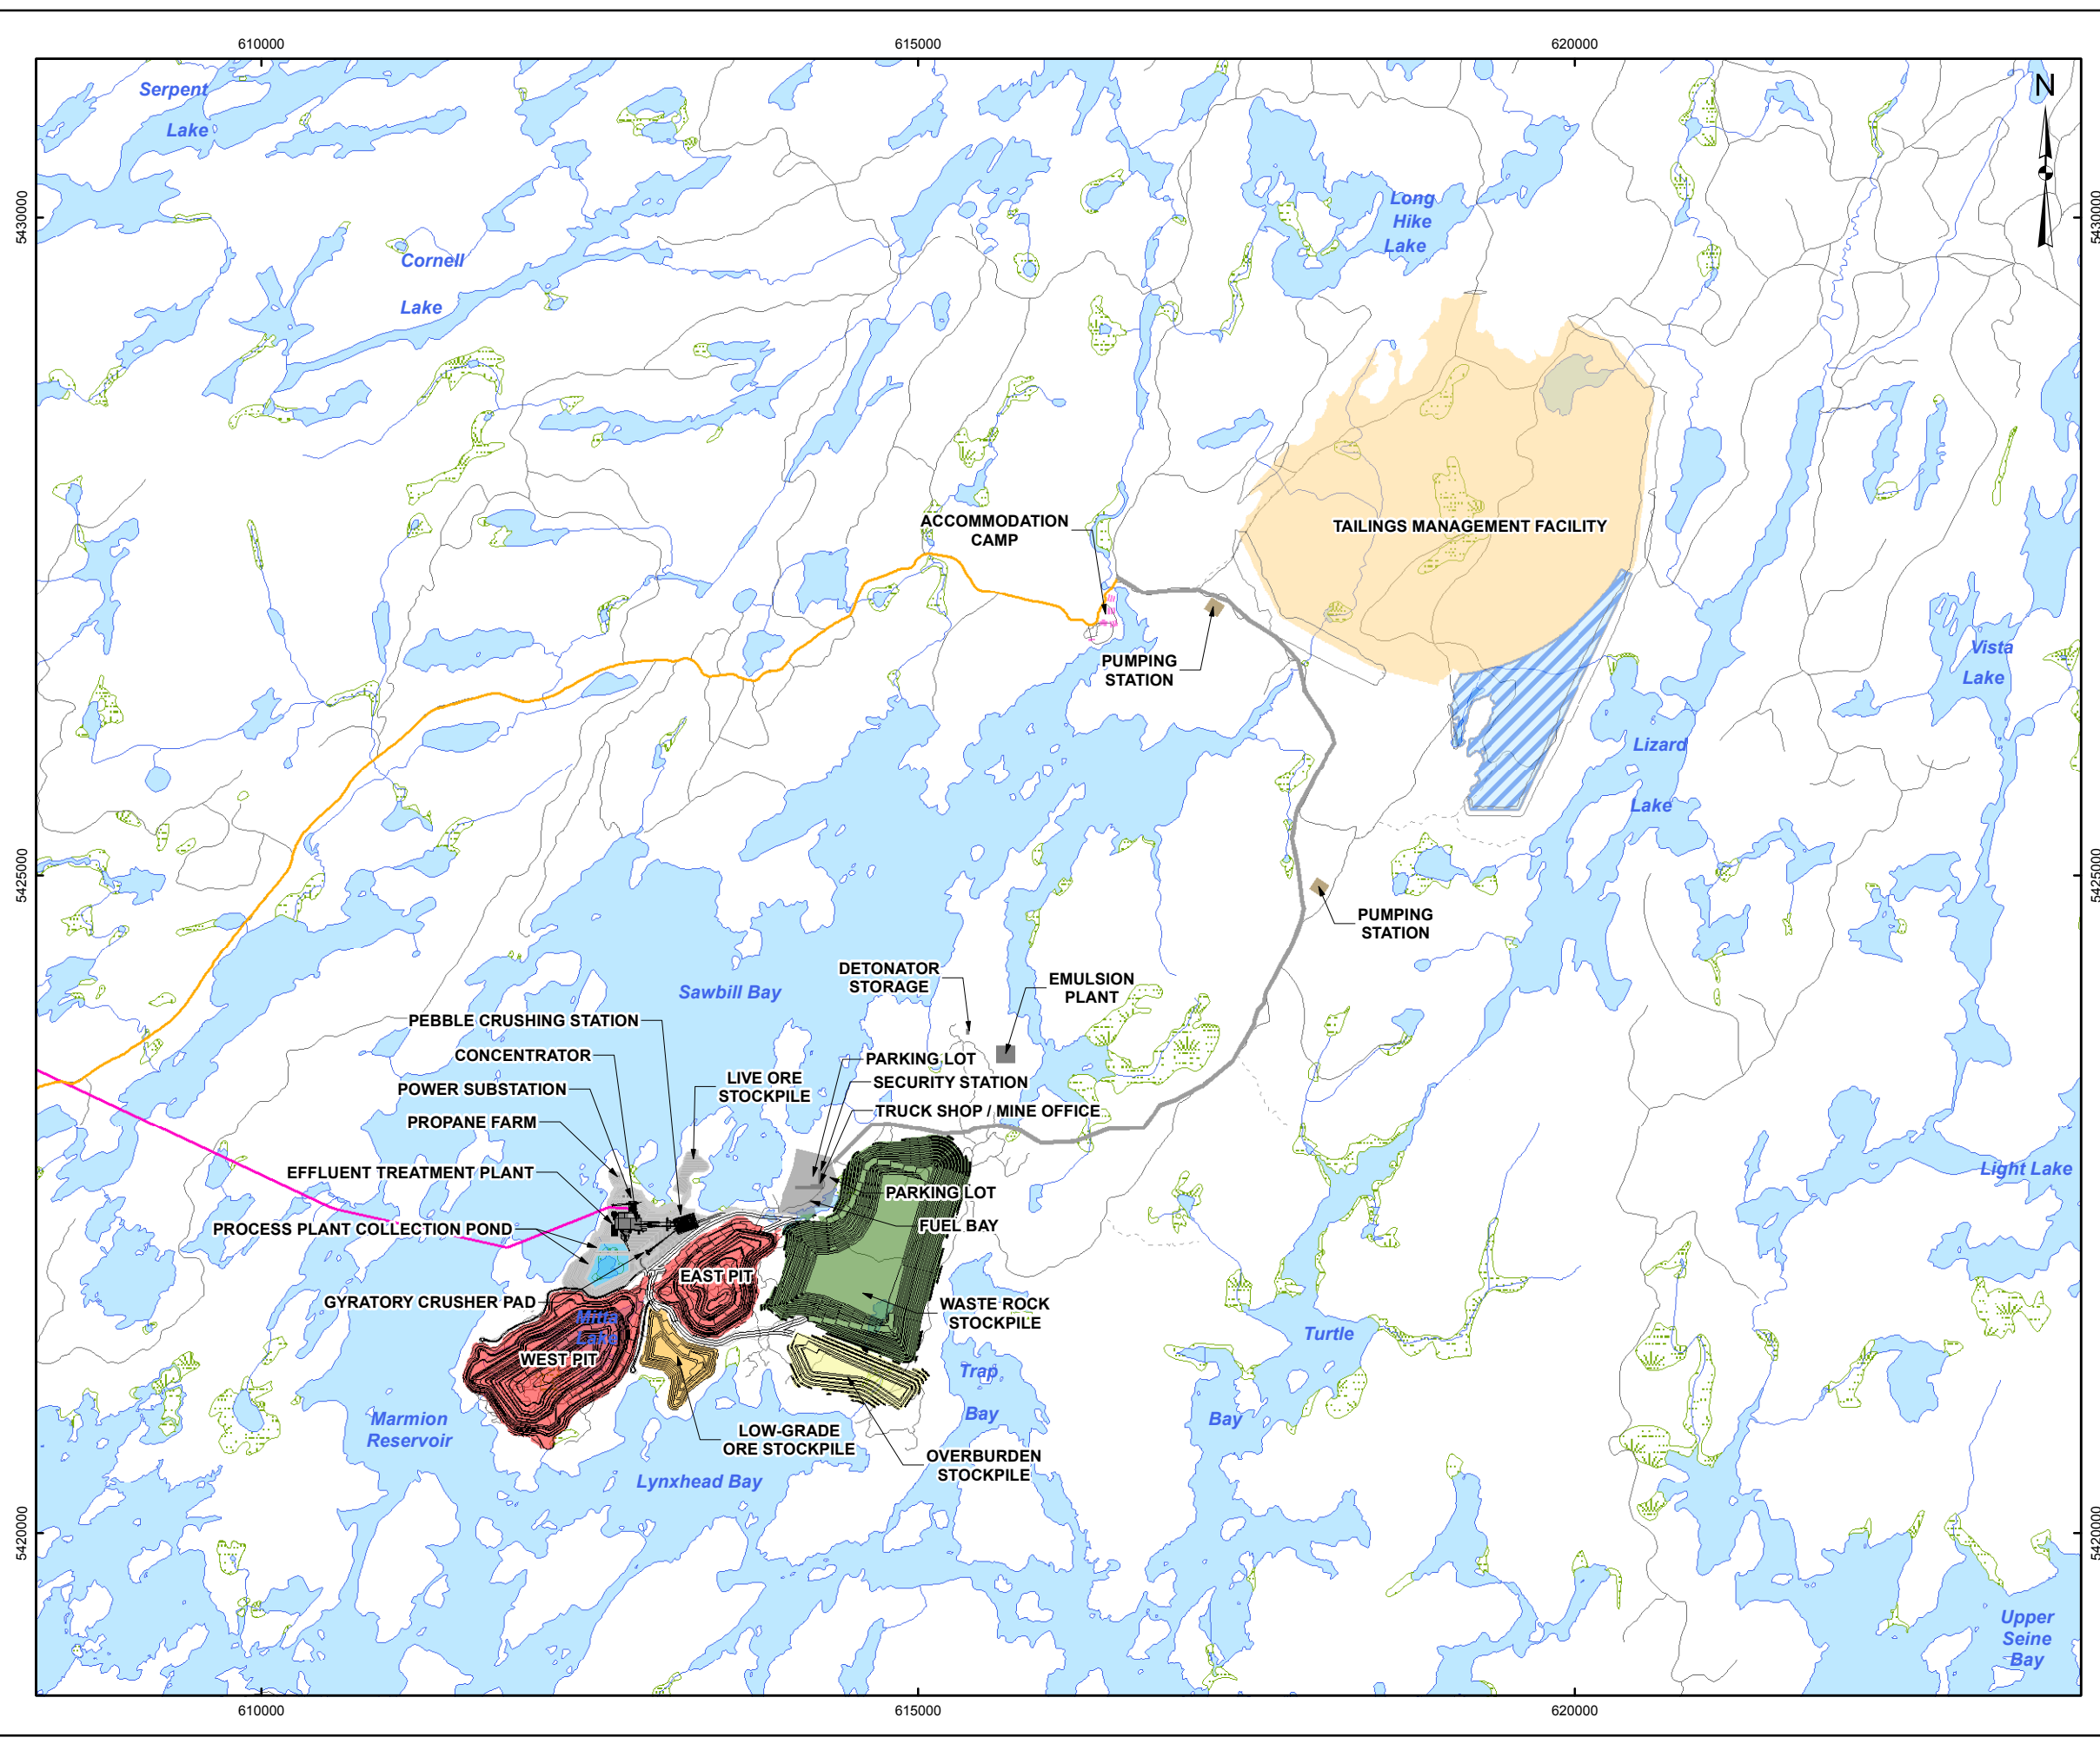 610000
615000
620000
Serpent
Lake
N
5430000
5430000
Long
Hike
Lake
Cornell
Lake
ACCOMMODATION
CAMP
TAILINGS MANAGEMENT FACILITY
PUMPING
STATION
Vista
Lake
Lizard
Lake
5425000
5425000
PUMPING
STATION
DETONATOR
STORAGE
EMULSION
PLANT
Sawbill Bay
PEBBLE CRUSHING STATION
CONCENTRATOR
PARKING LOT
LIVE ORE
STOCKPILE
SECURITY STATION
POWER SUBSTATION
TRUCK SHOP / MINE OFFICE
PROPANE FARM
EFFLUENT TREATMENT PLANT
Light Lake
PARKING LOT
PROCESS PLANT COLLECTION POND
FUEL BAY
EAST PIT
GYRATORY CRUSHER PAD
WASTE ROCK
STOCKPILE
Mitta
Lake
Turtle
WEST PIT
Trap
Bay
Bay
Marmion
Reservoir
LOW-GRADE
ORE STOCKPILE
OVERBURDEN
STOCKPILE
Lynxhead Bay
5420000
5420000
Upper
Seine
Bay
610000
615000
620000